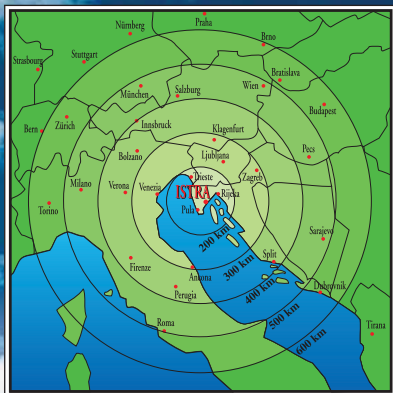 Praha
Nürnberg
Brno
Stuttgart
Strasbourg
Bratislava
München
Salzburg
Wien
Budapest
Zürich
Innsbruck
Bern
Klagenfurt
Pecs
Bolzano
Ljubljana
Trieste
Zagreb
Milano
Verona
Venezia
ISTRA
Rijeka
Torino
Pula
Sarajevo
200 km
Firenze
Ancona
300 km
Split
400 km
Perugia
Dubrovnik
500 km
Roma
600 km
Tirana